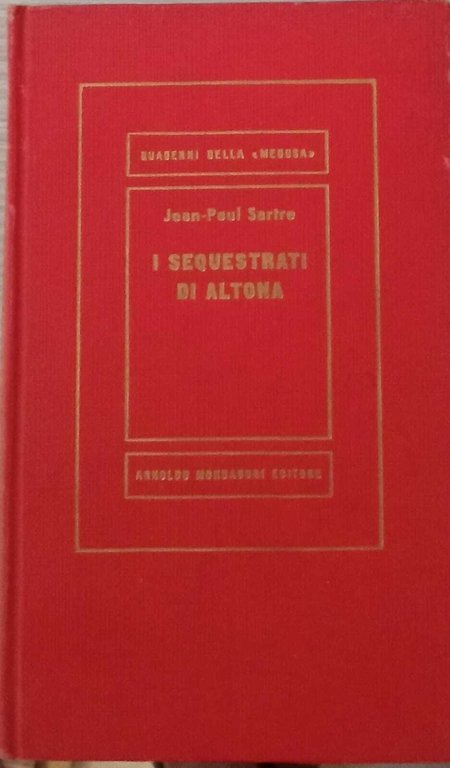 QUADERNI DELLA «MEDUSA»
Jean-Paul Sartre
I SEQUESTRATI
DI ALTONA
ARNOLDO MONDADORI EDITORE